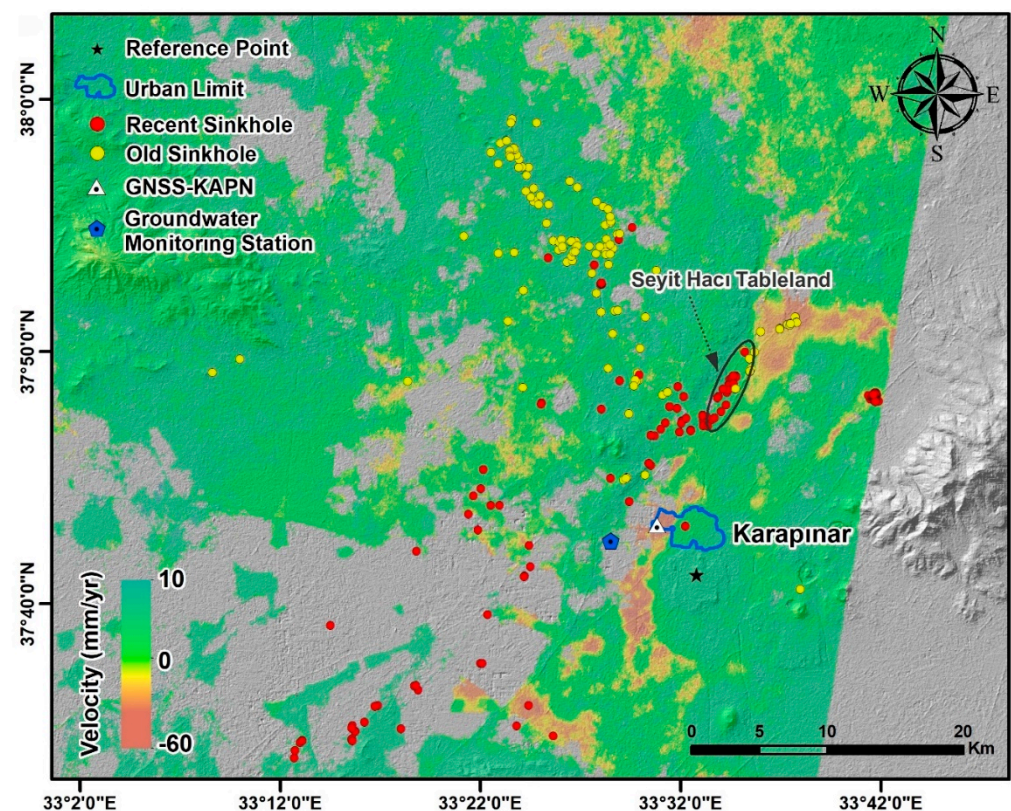 Reference Point
Urban Limit
Recent Sinkhole
Old Sinkhole
GNSS-KAPN
Groundwater
Monitorıng Station
N
W
E
S
Seyit Hacı Tableland
Karapınar
Velocity (mm/yr)
10
0
-60
0 5 10 20
Km
38°0'0"N
37°50'0"N
37°40'0"N
33°2'0"E 33°12'0"E 33°22'0"E 33°32'0"E 33°42'0"E